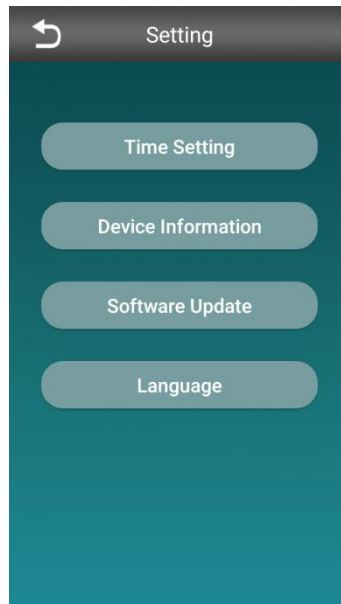 Setting
Time Setting
Device Information
Software Update
Language